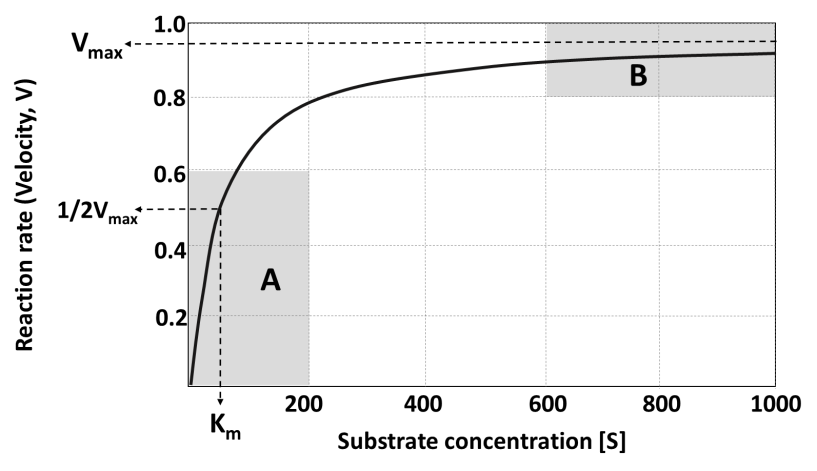 1.0
Vmax
0.8
B
0.6
1/2Vmax
0.4
A
0.2
Reaction rate (Velocity, V)
200 400 600 800 1000
Km
Substrate concentration [S]